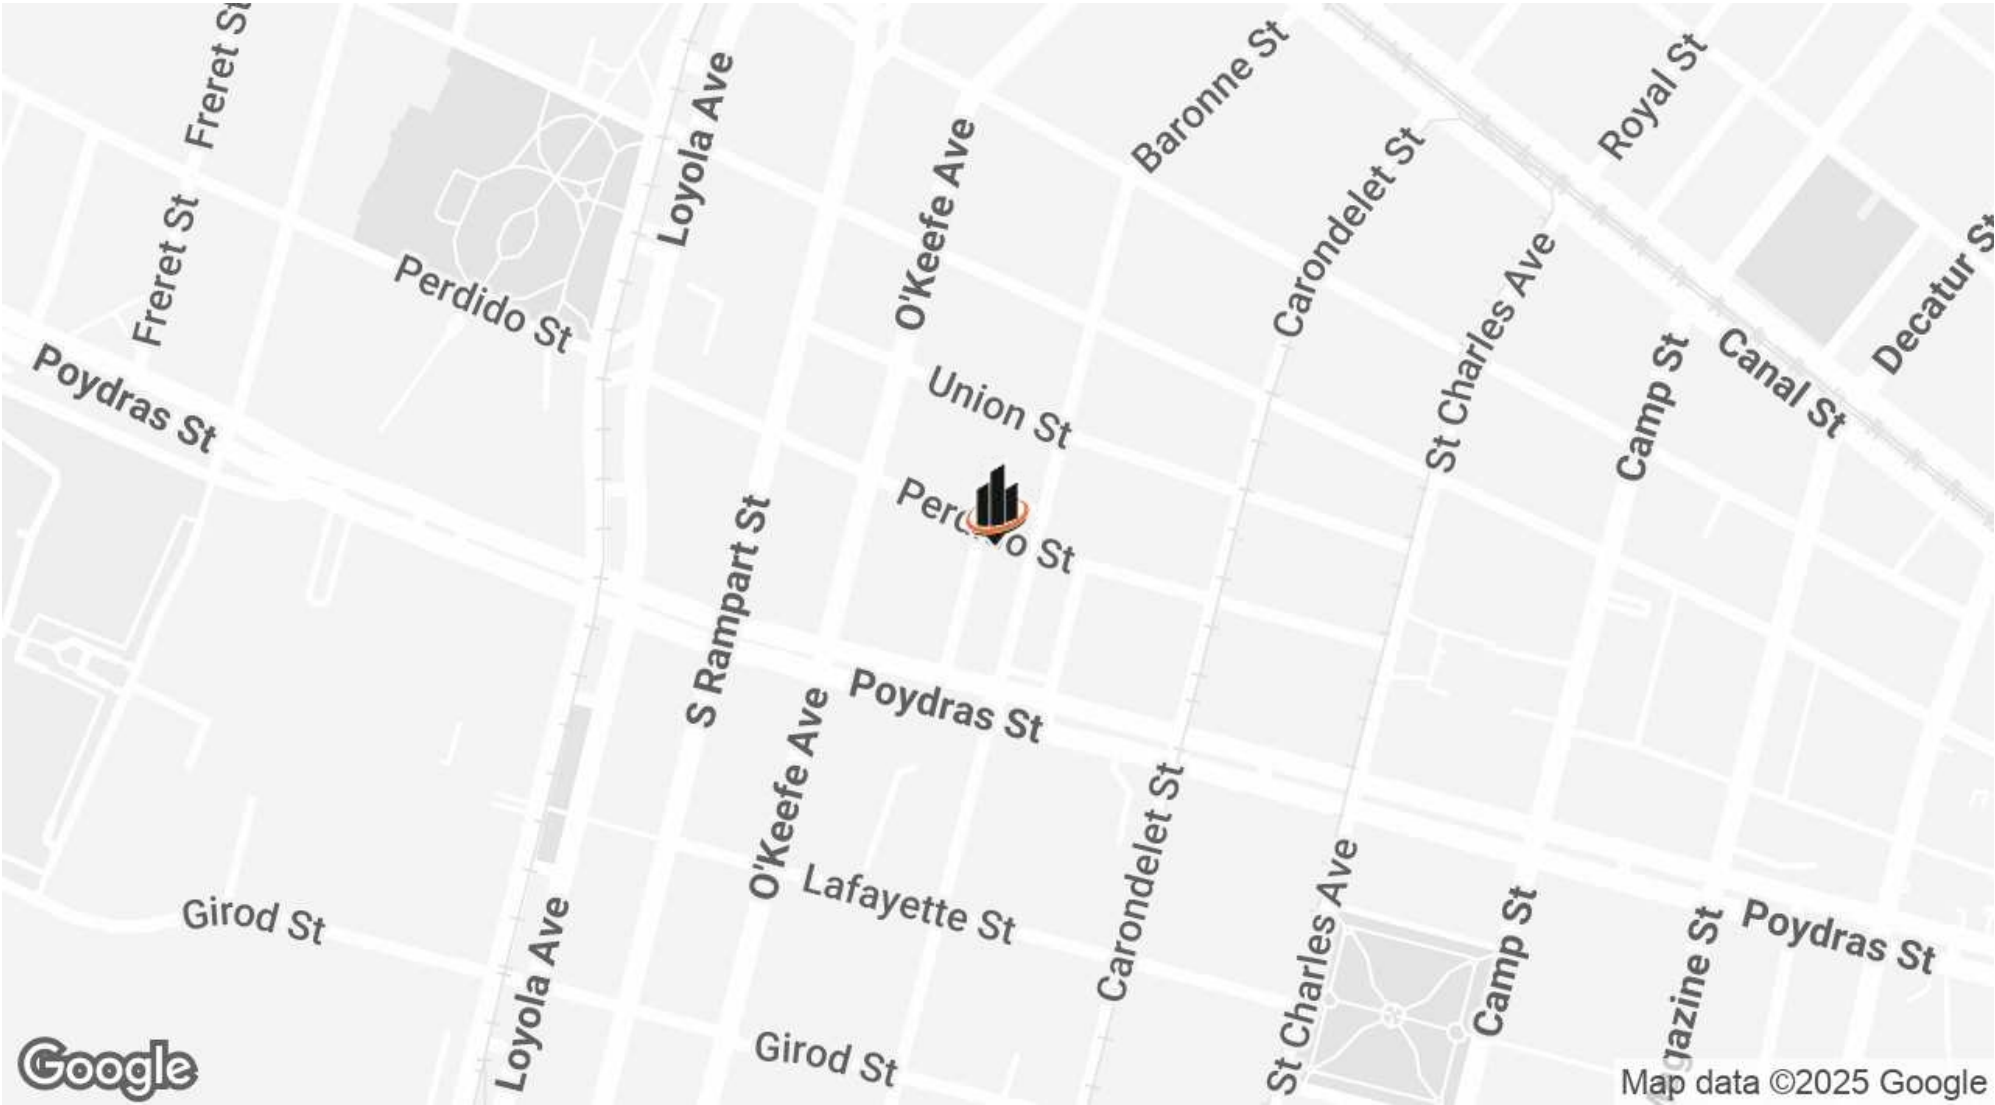 Freret St
Loyola Ave
Baronne St
Royal St
O'Keefe Ave
Carondelet St
Freret St
Decatur St
St Charles Ave
Perdido St
Camp St
Canal St
Poydras St
Union St
St
S Rampart St
Poydras St
O'Keefe Ave
Carondelet St
St Charles Ave
Lafayette St
Camp St
Girod St
Loyola Ave
Poydras St
St
Girod St
Google
Map data ©2025 Google